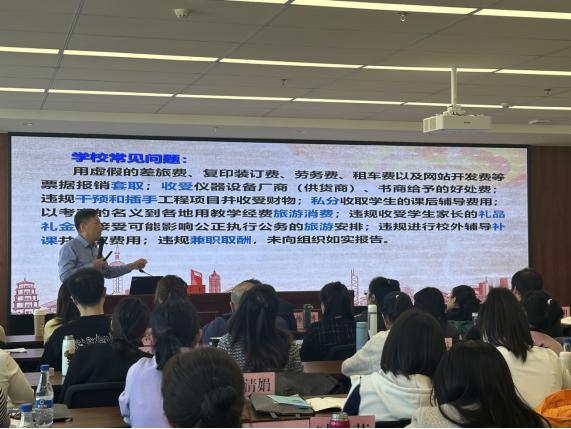 学校常见问题：
用虚假的差旅费、复印装订费、劳务费、租车费以及网站开发费等
票据报销套取；收受仪器设备厂商（供货商）、书商给予的好处费；
违规干预和插手工程项目并收受财物；私分收取学生的课后辅导费用；
以考 的名义到各地用教学经费旅游消费；违规收受学生家长的礼品
礼金 接受可能影响公正执行公务的旅游安排；违规进行校外辅导补
课并 费用；违规兼职取酬，未向组织如实报告。
清娟